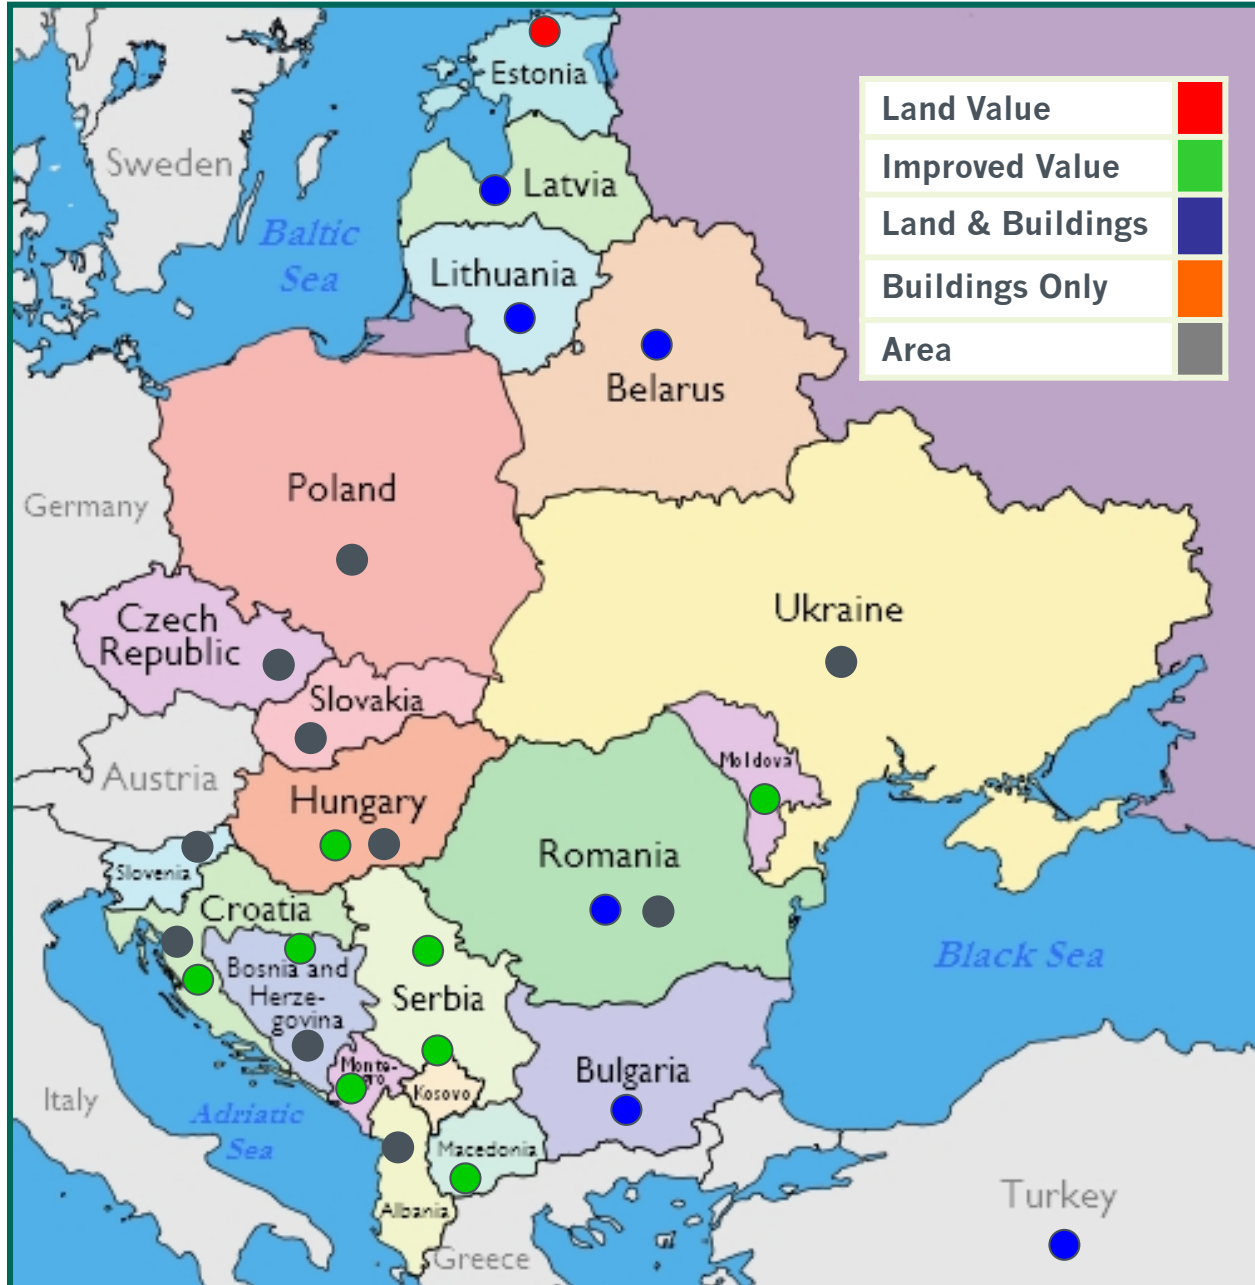 Estonia
Land Value
Improved Value
Land & Buildings
Buildings Only
Area
Sweden
Latvia
Baltic
Sea
Lithuania
Belarus
Poland
Germany
Czech
Republic
Ukraine
Slovakia
Austria
Moldova
Hungary
Romania
Slovenia
Croatia
Bosnia and
Herze-
govina
Serbia
Black Sea
Monte-
gro
Kosovo
Bulgaria
Italy
Adriatic
Sea
Macedonia
Albania
Turkey
Greece